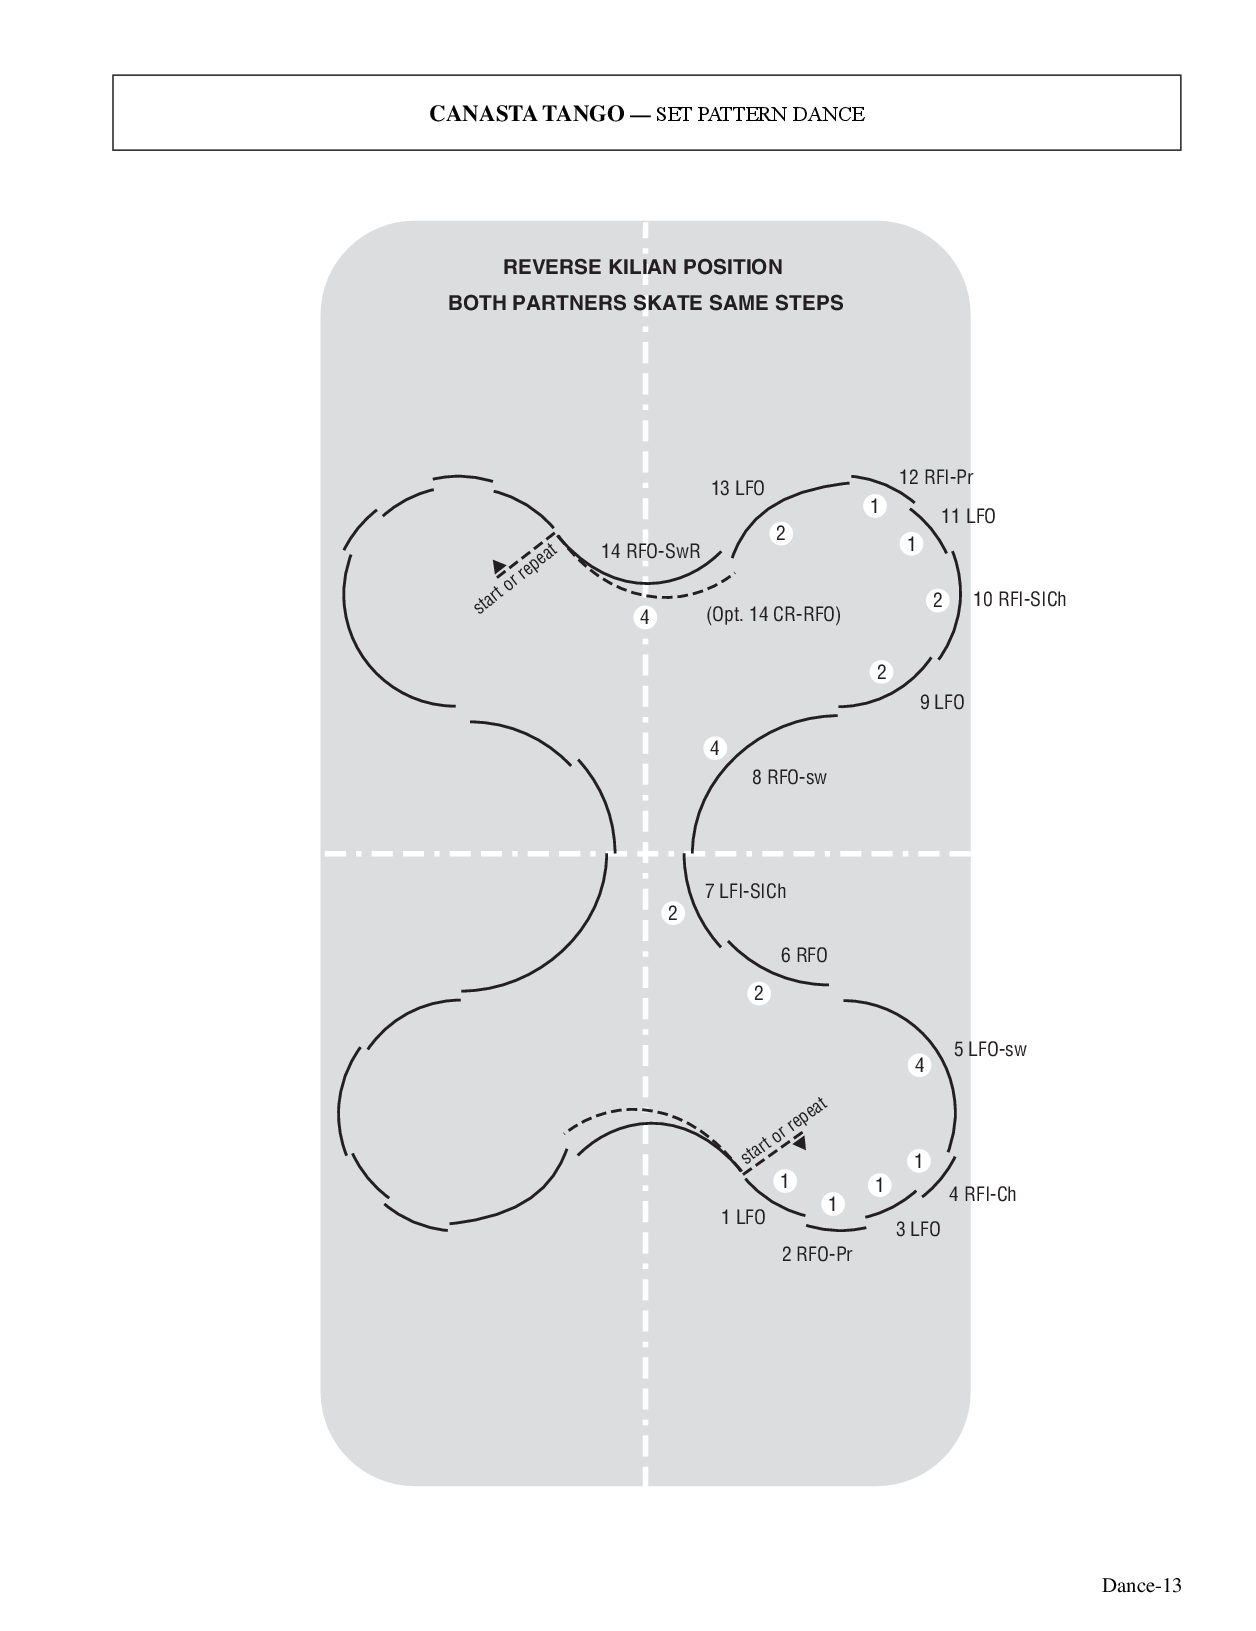 CANASTA TANGO — SET PATTERN DANCE
REVERSE KILIAN POSITION
BOTH PARTNERS SKATE SAME STEPS
12 RFI-Pr
13 LFO
1
11 LFO
2
1
14 RFO-SwR
start or repeat
10 RFI-SlCh
2
4
(Opt. 14 CR-RFO)
2
9 LFO
4
8 RFO-sw
7 LFI-SlCh
2
6 RFO
2
5 LFO-sw
4
start or repeat
1
1
1
1
4 RFI-Ch
1 LFO
3 LFO
2 RFO-Pr
Dance-13